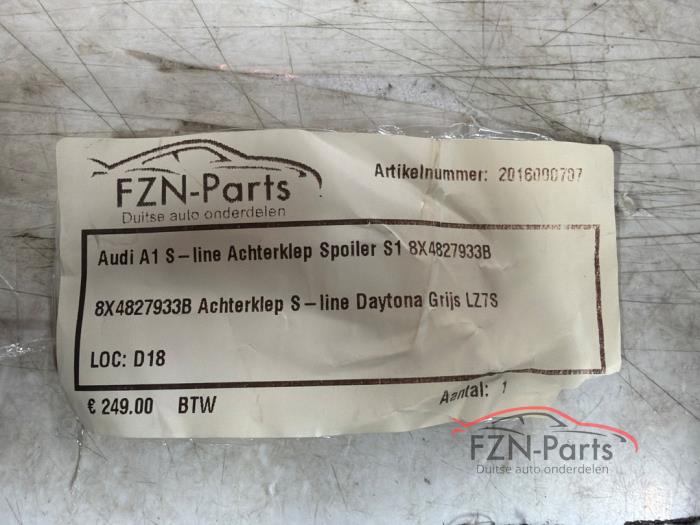 FZN-Parts
Duitse auto onderdelen
Artikelnummer: 2016000707
Audi A1 S-line Achterklep Spoiler S1 8X4827933B
8X4827933B Achterklep S-line Daytona Grijs LZ7S
LOC: D18
€ 249.00 BTW
Aantal: 1
FZN-Parts
Duitse auto onderdelen